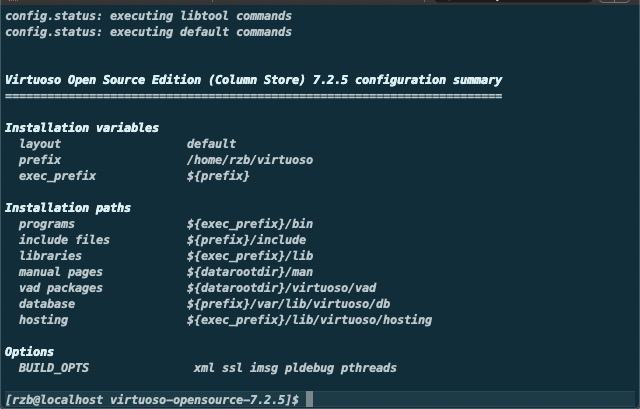 config.status: executing libtool commands
config.status: executing default commands
Virtuoso Open Source Edition (Column Store) 7.2.5 configuration summary
=======================================================================
Installation variables
layout default
prefix /home/rzb/virtuoso
exec_prefix ${prefix}
Installation paths
programs ${exec_prefix}/bin
include files ${prefix}/include
libraries ${exec_prefix}/lib
manual pages ${datarootdir}/man
vad packages ${datarootdir}/virtuoso/vad
database ${prefix}/var/lib/virtuoso/db
hosting ${exec_prefix}/lib/virtuoso/hosting
Options
BUILD_OPTS xml ssl imsg pldebug pthreads
[rzb@localhost virtuoso-opensource-7.2.5]$